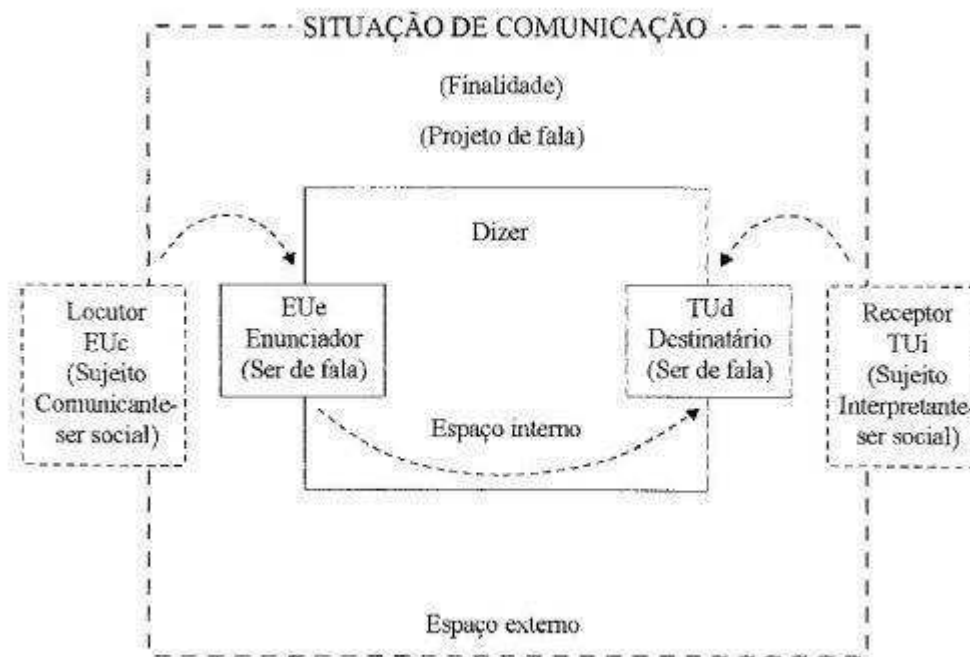 SITUAÇÃO DE COMUNICAÇÃO
(Finalidade)
(Projeto de fala)
Dizer
Locutor
EUc
(Sujeito
Comunicante-
ser social)
EUe
Enunciador
(Ser de fala)
TUd
Destinatário
(Ser de fala)
Receptor
TUi
(Sujeito
Interpretante-
ser social)
Espaço interno
Espaço externo